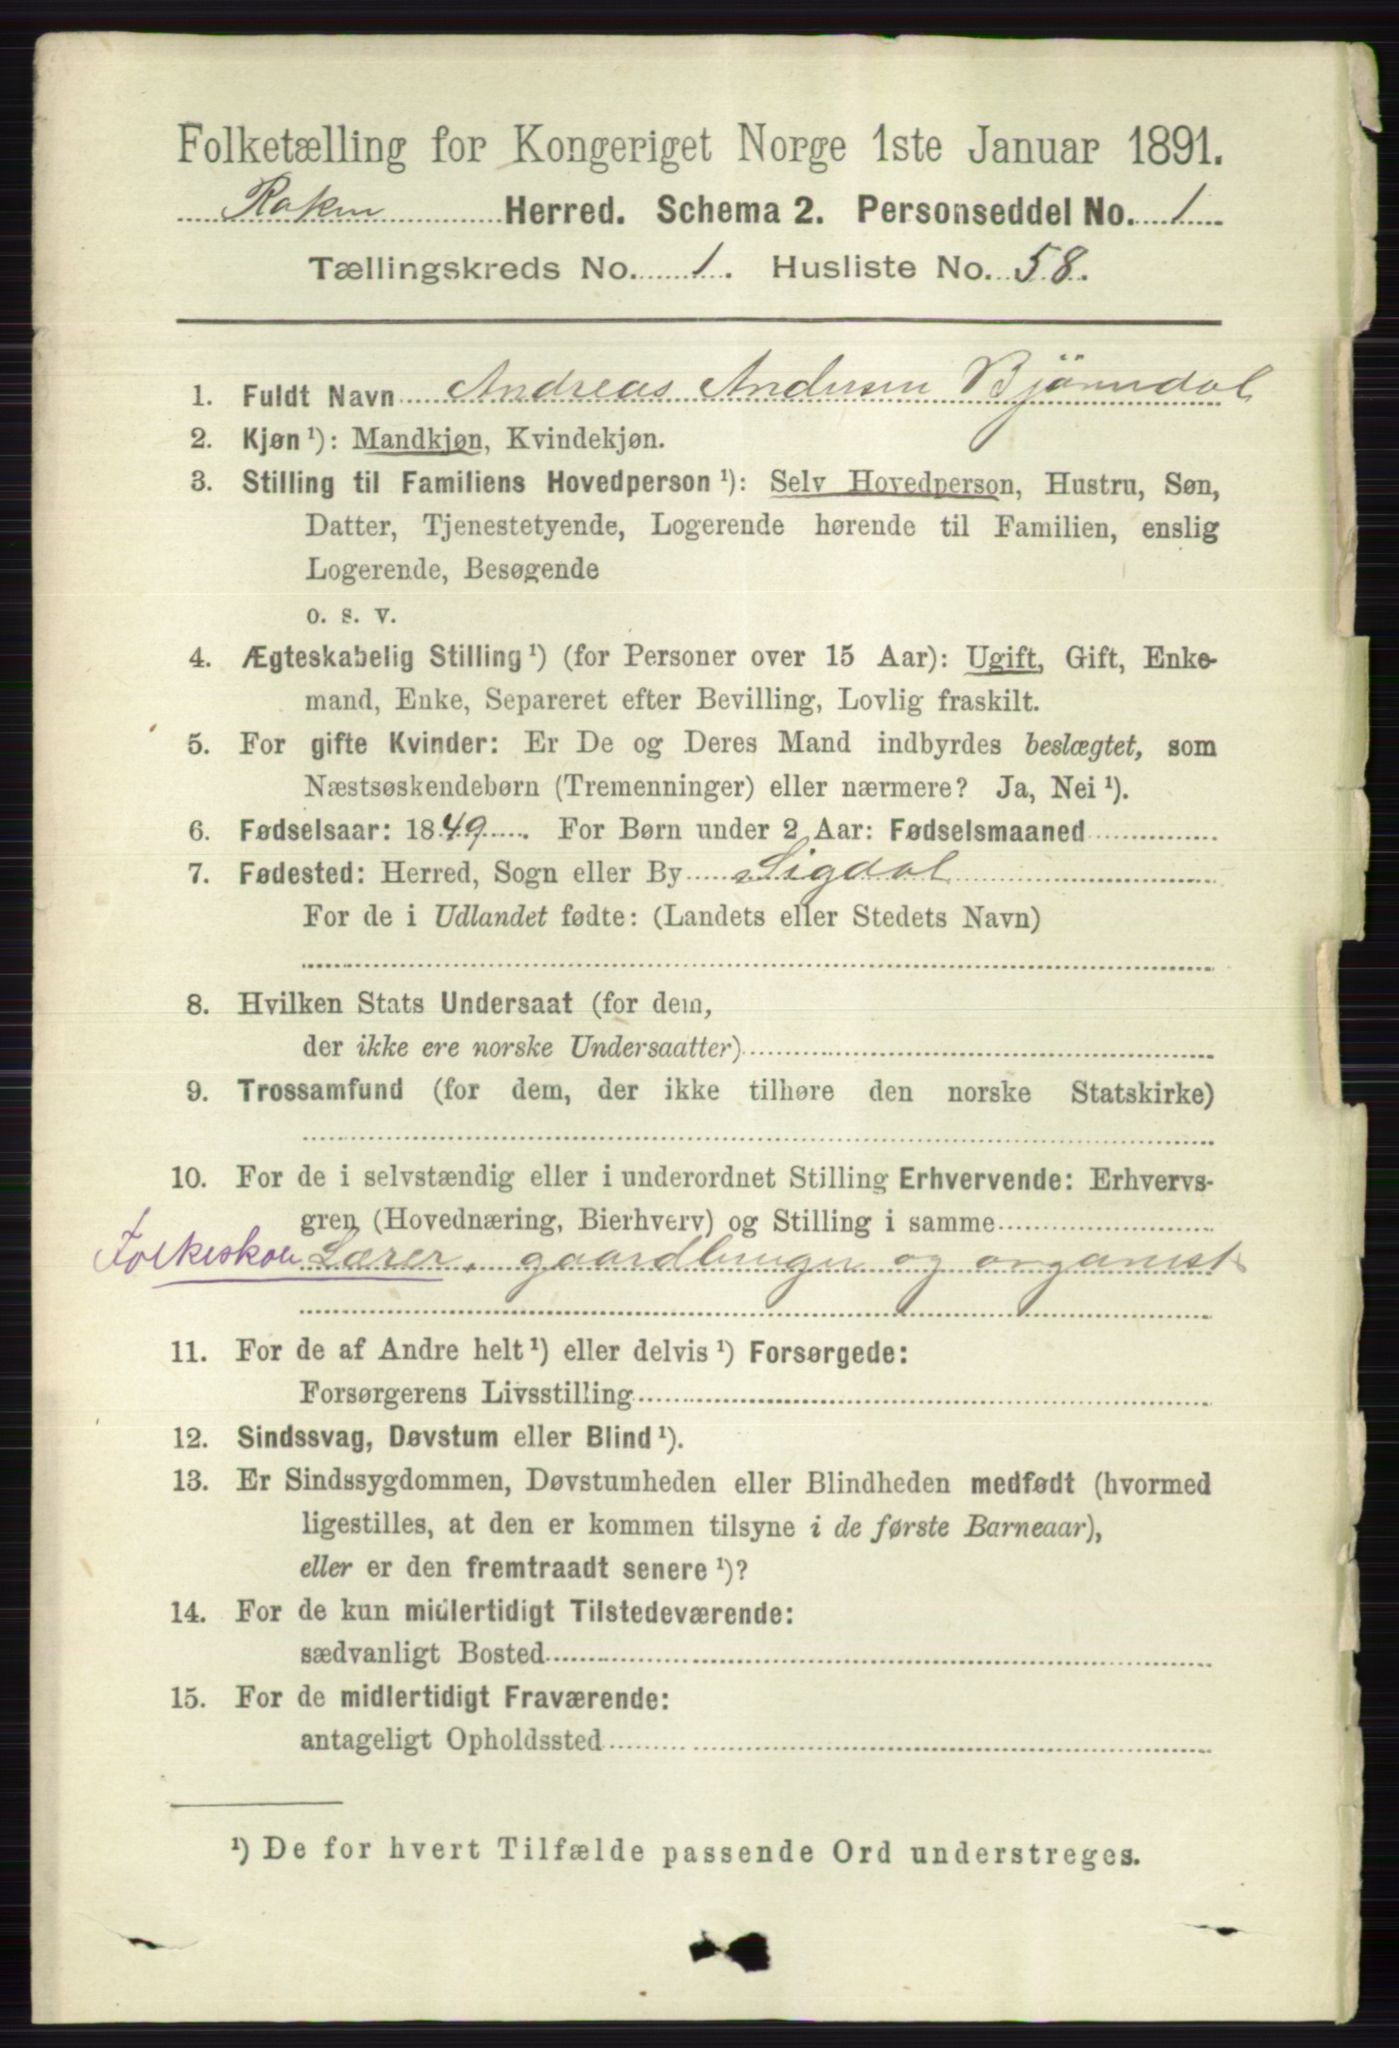 Folketælling for Kongeriget Norge 1ste Januar 1891.
Røken Herred. Schema 2. Personseddel No. 1
Tællingskreds No. 1. Husliste No. 58.
1. Fuldt Navn Andreas Andersen Bjørndal
2. Kjøn ¹): Mandkjøn, Kvindekjøn.
3. Stilling til Familiens Hovedperson ¹): Selv Hovedperson, Hustru, Søn,
Datter, Tjenestetyende, Logerende hørende til Familien, enslig
Logerende, Besøgende
o. s. v.
4. Ægteskabelig Stilling ¹) (for Personer over 15 Aar): Ugift, Gift, Enke-
mand, Enke, Separeret efter Bevilling, Lovlig fraskilt.
5. For gifte Kvinder: Er De og Deres Mand indbyrdes beslægtet, som
Næstsøskendebørn (Tremenninger) eller nærmere? Ja, Nei ¹).
6. Fødselsaar: 1849. For Børn under 2 Aar: Fødselsmaaned
7. Fødested: Herred, Sogn eller By Sigdal
For de i Udlandet fødte: (Landets eller Stedets Navn)
8. Hvilken Stats Undersaat (for dem,
der ikke ere norske Undersaatter)
9. Trossamfund (for dem, der ikke tilhøre den norske Statskirke)
10. For de i selvstændig eller i underordnet Stilling Erhvervende: Erhvervs-
gren (Hovednæring, Bierhverv) og Stilling i samme
Folkeskole Lærer, gaardbruger og organist
11. For de af Andre helt ¹) eller delvis ¹) Forsørgede:
Forsørgerens Livsstilling
12. Sindssvag, Døvstum eller Blind ¹).
13. Er Sindssygdommen, Døvstumheden eller Blindheden medfødt (hvormed
ligestilles, at den er kommen tilsyne i de første Barneaar),
eller er den fremtraadt senere ¹)?
14. For de kun midlertidigt Tilstedeværende:
sædvanligt Bosted
15. For de midlertidigt Fraværende:
antageligt Opholdssted
¹) De for hvert Tilfælde passende Ord understreges.